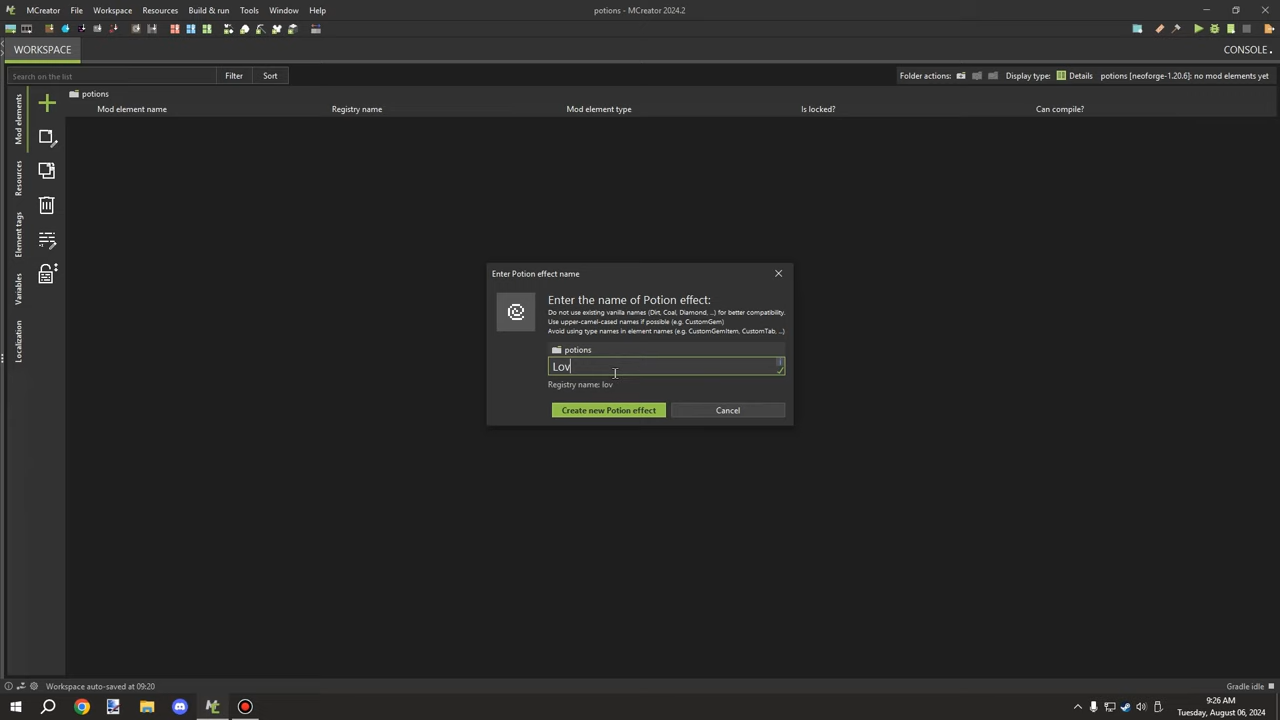 MCreator File Workspace Resources Build & run Tools Window Help
potions - MCreator 2024.2
WORKSPACE
CONSOLE
Search on the list
Filter
Sort
Folder actions:
Display type:
Details
potions [neoforge-1.20.6]: no mod elements yet
potions
Mod element name
Registry name
Mod element type
Is locked?
Can compile?
Mod elements
Resources
Element tags
Variables
Localization
Enter Potion effect name
Enter the name of Potion effect:
Do not use existing vanilla names (Dirt, Coal, Diamond, ...) for better compatibility.
Use upper-camel-cased names if possible (e.g. CustomGem)
Avoid using type names in element names (e.g. CustomGemItem, CustomTab, ...)
potions
Lov
Registry name: lov
Create new Potion effect
Cancel
Workspace auto-saved at 09:20
Gradle idle
9:26 AM
Tuesday, August 06, 2024